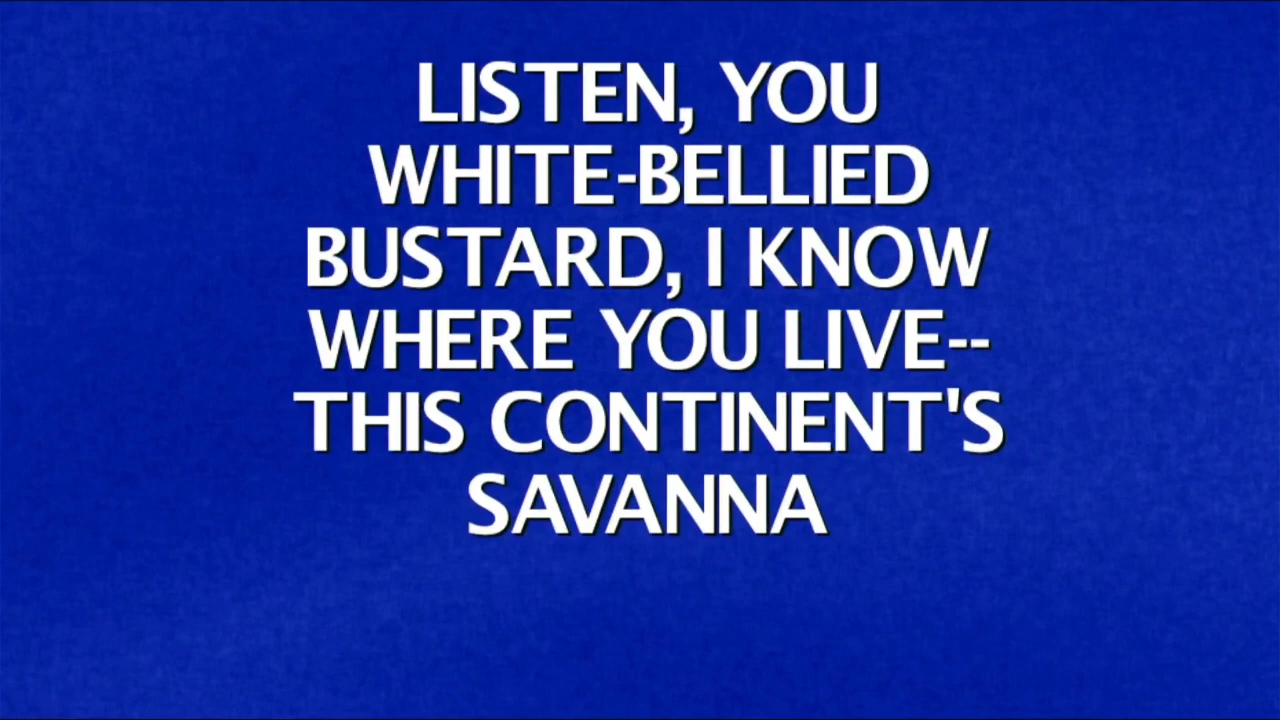 LISTEN, YOU
WHITE-BELLIED
BUSTARD, I KNOW
WHERE YOU LIVE--
THIS CONTINENT'S
SAVANNA